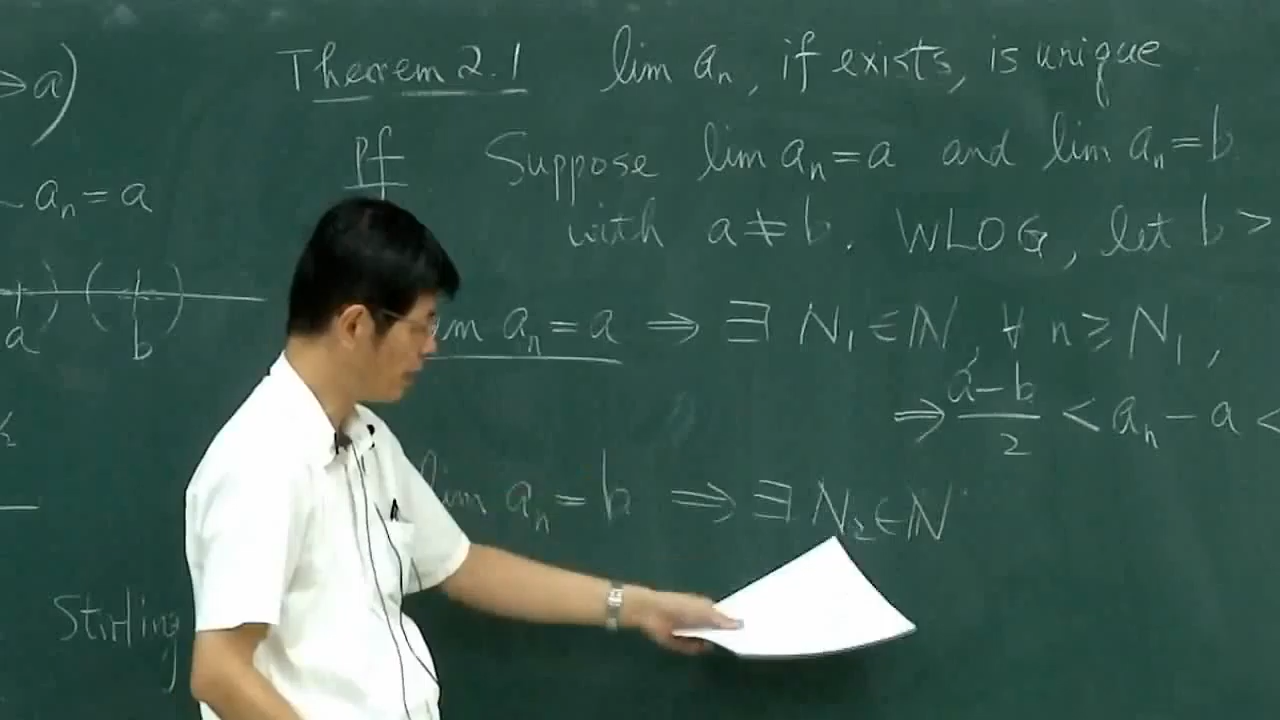 Theorem 2.1 lim aₙ, if exists, is unique
→ a)
Pf Suppose lim aₙ = a and lim aₙ = b
aₙ = a
with a ≠ b. WLOG, let b >
a b
lim aₙ = a ⇒ ∃ N₁ ∈ ℕ, ∀ n ≥ N₁,
⇒ (a-b)/2 < aₙ - a <
lim aₙ = b ⇒ ∃ N₂ ∈ ℕ
Stirling